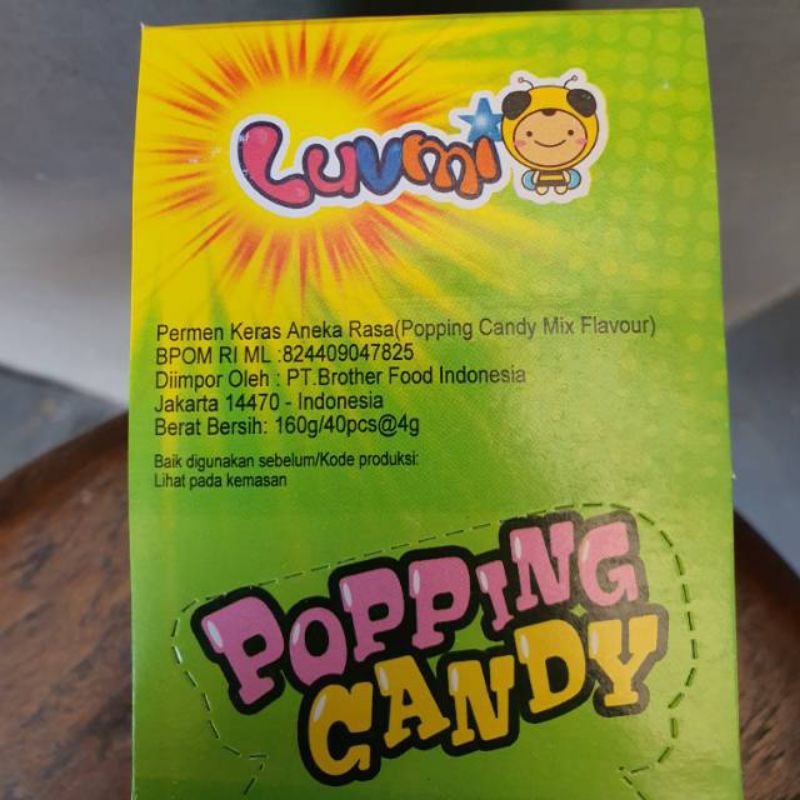 Luvmi
Permen Keras Aneka Rasa(Popping Candy Mix Flavour)
BPOM RI ML :824409047825
Diimpor Oleh : PT.Brother Food Indonesia
Jakarta 14470 - Indonesia
Berat Bersih: 160g/40pcs@4g
Baik digunakan sebelum/Kode produksi:
Lihat pada kemasan
POPPING
CANDY